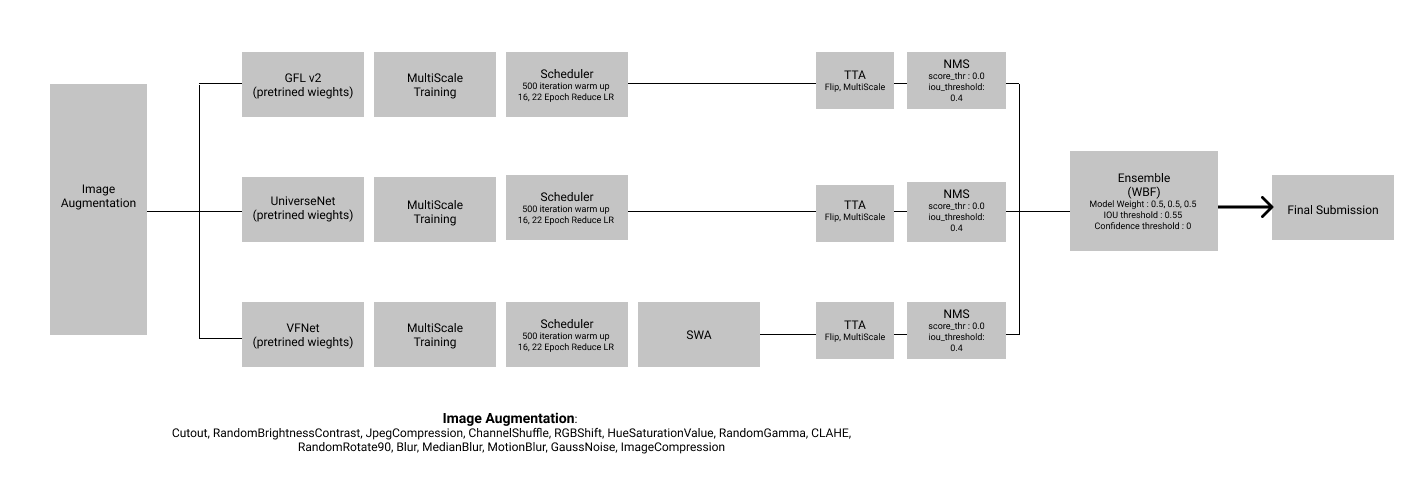 Image
Augmentation
GFL v2
(pretrined wieghts)
MultiScale
Training
Scheduler
500 iteration warm up
16, 22 Epoch Reduce LR
TTA
Flip, MultiScale
NMS
score_thr : 0.0
iou_threshold:
0.4
UniverseNet
(pretrined wieghts)
MultiScale
Training
Scheduler
500 iteration warm up
16, 22 Epoch Reduce LR
TTA
Flip, MultiScale
NMS
score_thr : 0.0
iou_threshold:
0.4
VFNet
(pretrined wieghts)
MultiScale
Training
Scheduler
500 iteration warm up
16, 22 Epoch Reduce LR
SWA
TTA
Flip, MultiScale
NMS
score_thr : 0.0
iou_threshold:
0.4
Ensemble
(WBF)
Model Weight : 0.5, 0.5, 0.5
IOU threshold : 0.55
Confidence threshold : 0
Final Submission
Image Augmentation:
Cutout, RandomBrightnessContrast, JpegCompression, ChannelShuffle, RGBShift, HueSaturationValue, RandomGamma, CLAHE,
RandomRotate90, Blur, MedianBlur, MotionBlur, GaussNoise, ImageCompression